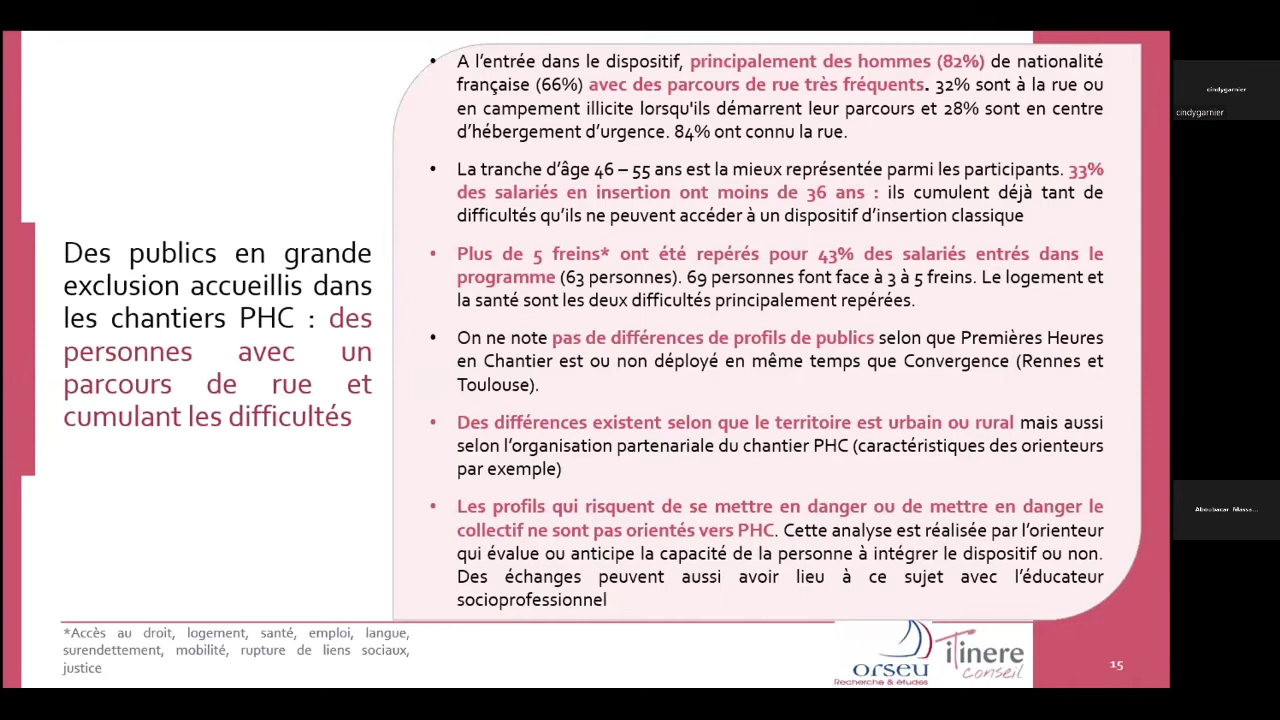 Des publics en grande
exclusion accueillis dans
les chantiers PHC : des
personnes avec un
parcours de rue et
cumulant les difficultés
• A l’entrée dans le dispositif, principalement des hommes (82%) de nationalité
française (66%) avec des parcours de rue très fréquents. 32% sont à la rue ou
en campement illicite lorsqu'ils démarrent leur parcours et 28% sont en centre
d’hébergement d’urgence. 84% ont connu la rue.
• La tranche d’âge 46 – 55 ans est la mieux représentée parmi les participants. 33%
des salariés en insertion ont moins de 36 ans : ils cumulent déjà tant de
difficultés qu’ils ne peuvent accéder à un dispositif d’insertion classique
• Plus de 5 freins* ont été repérés pour 43% des salariés entrés dans le
programme (63 personnes). 69 personnes font face à 3 à 5 freins. Le logement et
la santé sont les deux difficultés principalement repérées.
• On ne note pas de différences de profils de publics selon que Premières Heures
en Chantier est ou non déployé en même temps que Convergence (Rennes et
Toulouse).
• Des différences existent selon que le territoire est urbain ou rural mais aussi
selon l’organisation partenariale du chantier PHC (caractéristiques des orienteurs
par exemple)
• Les profils qui risquent de se mettre en danger ou de mettre en danger le
collectif ne sont pas orientés vers PHC. Cette analyse est réalisée par l’orienteur
qui évalue ou anticipe la capacité de la personne à intégrer le dispositif ou non.
Des échanges peuvent aussi avoir lieu à ce sujet avec l’éducateur
socioprofessionnel
*Accès au droit, logement, santé, emploi, langue,
surendettement, mobilité, rupture de liens sociaux,
justice
orseu
Recherche & études
itinere
conseil
15
cindygarnier
cindygarnier
Aboubacar Massa...